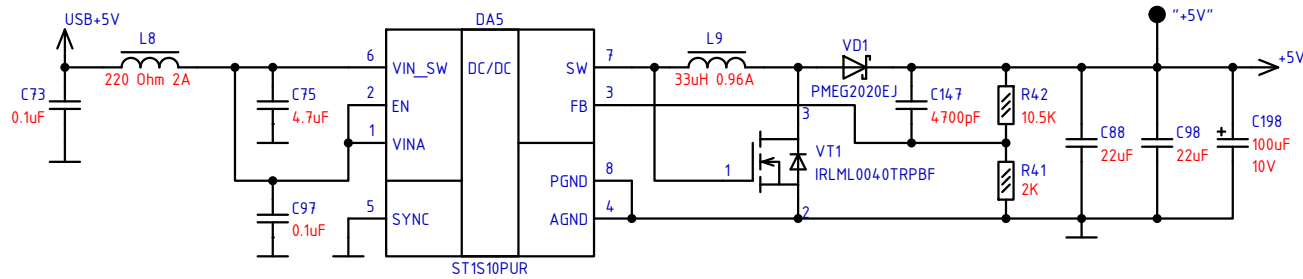 USB+5V
L8
220 Ohm 2A
C73
0.1uF
C75
4.7uF
C97
0.1uF
DA5
6 VIN_SW DC/DC SW 7
2 EN FB 3
1 VINA
PGND 8
5 SYNC AGND 4
ST1S10PUR
L9
33uH 0.96A
VD1
PMEG2020EJ
3
1
2
VT1
IRLML0040TRPBF
C147
4700pF
R42
10.5K
R41
2K
C88
22uF
C98
22uF
"+5V"
+5V
+
C198
100uF
10V